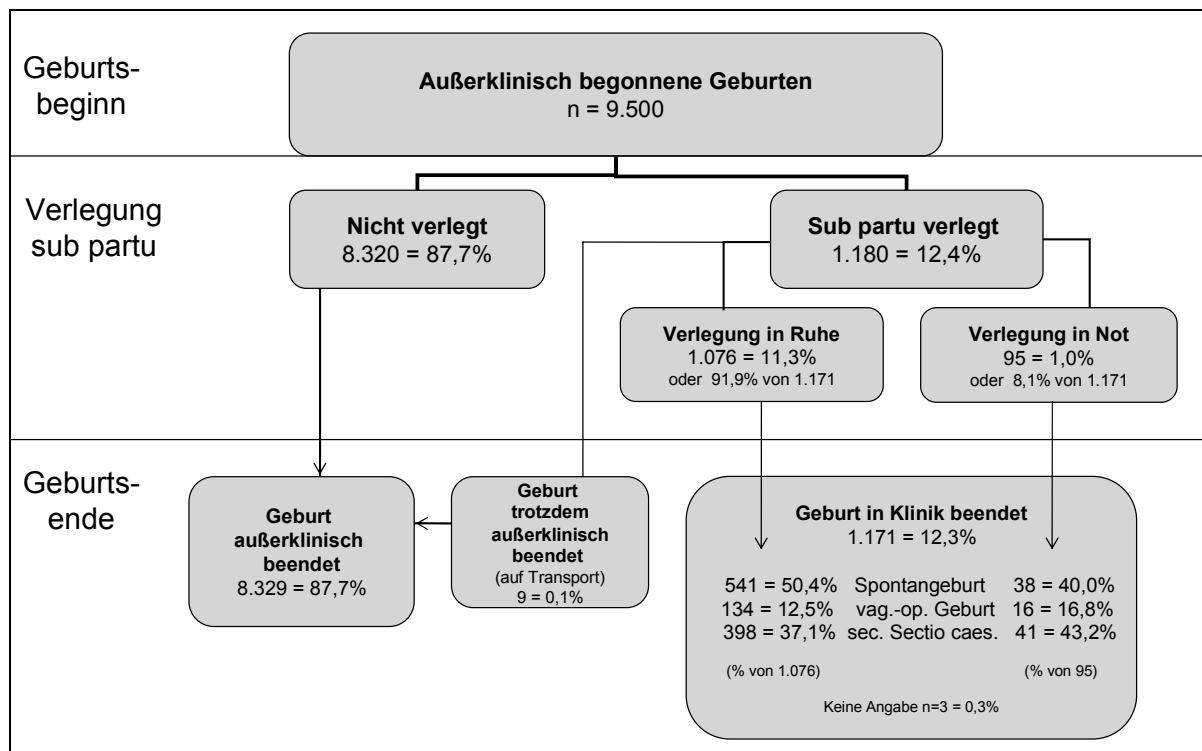 Geburts-
beginn
Außerklinisch begonnene Geburten
n = 9.500
Verlegung
sub partu
Nicht verlegt
8.320 = 87,7%
Sub partu verlegt
1.180 = 12,4%
Verlegung in Ruhe
1.076 = 11,3%
oder 91,9% von 1.171
Verlegung in Not
95 = 1,0%
oder 8,1% von 1.171
Geburts-
ende
Geburt
außerklinisch
beendet
8.329 = 87,7%
Geburt
trotzdem
außerklinisch
beendet
(auf Transport)
9 = 0,1%
Geburt in Klinik beendet
1.171 = 12,3%
541 = 50,4% Spontangeburt 38 = 40,0%
134 = 12,5% vag.-op. Geburt 16 = 16,8%
398 = 37,1% sec. Sectio caes. 41 = 43,2%
(% von 1.076) (% von 95)
Keine Angabe n=3 = 0,3%